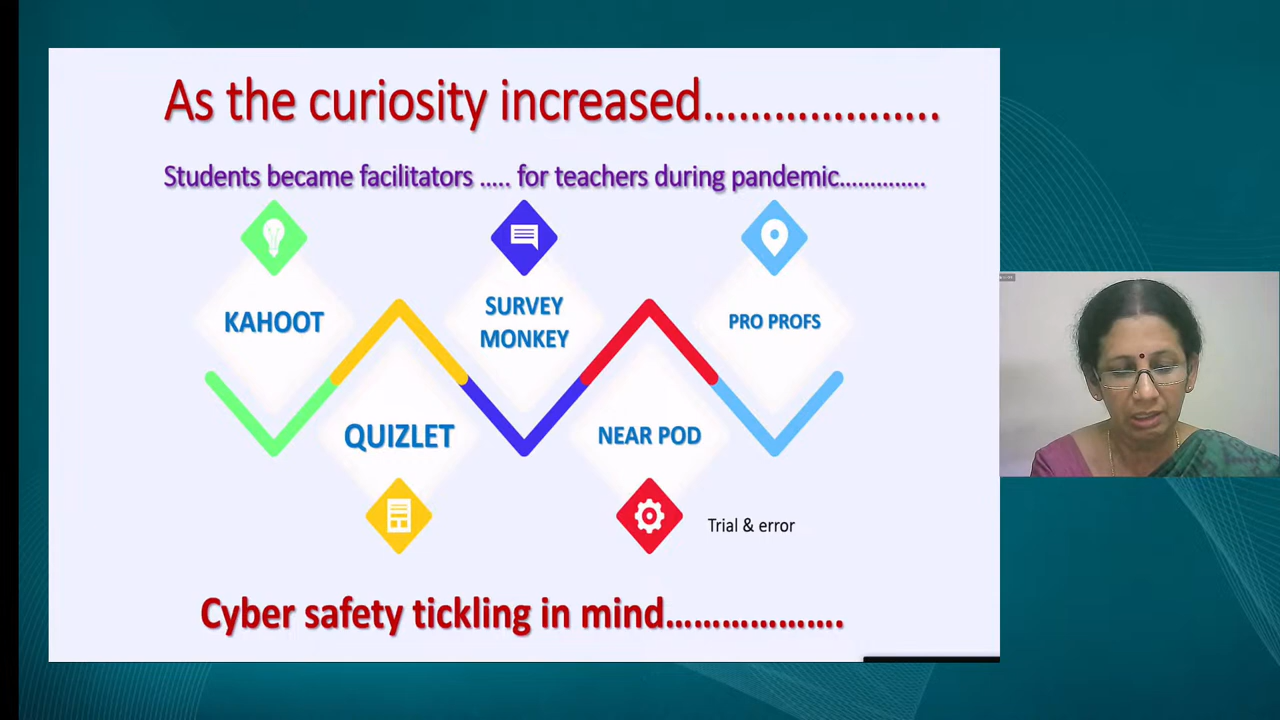 As the curiosity increased………………..
Students became facilitators ..... for teachers during pandemic…………..
KAHOOT
SURVEY
MONKEY
PRO PROFS
QUIZLET
NEAR POD
Trial & error
Cyber safety tickling in mind……………….